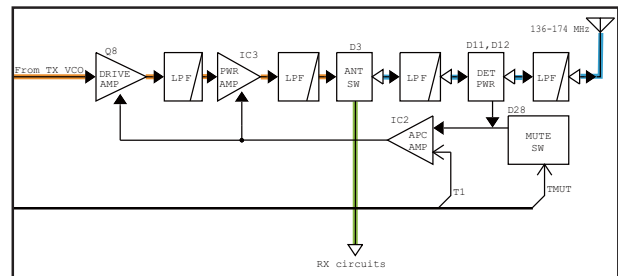 136-174 MHz
Q8
IC3
D3
D11,D12
From TX VCO
DRIVE
AMP
LPF
PWR
AMP
LPF
ANT
SW
LPF
DET
PWR
LPF
D28
IC2
APC
AMP
MUTE
SW
T1
TMUT
RX circuits